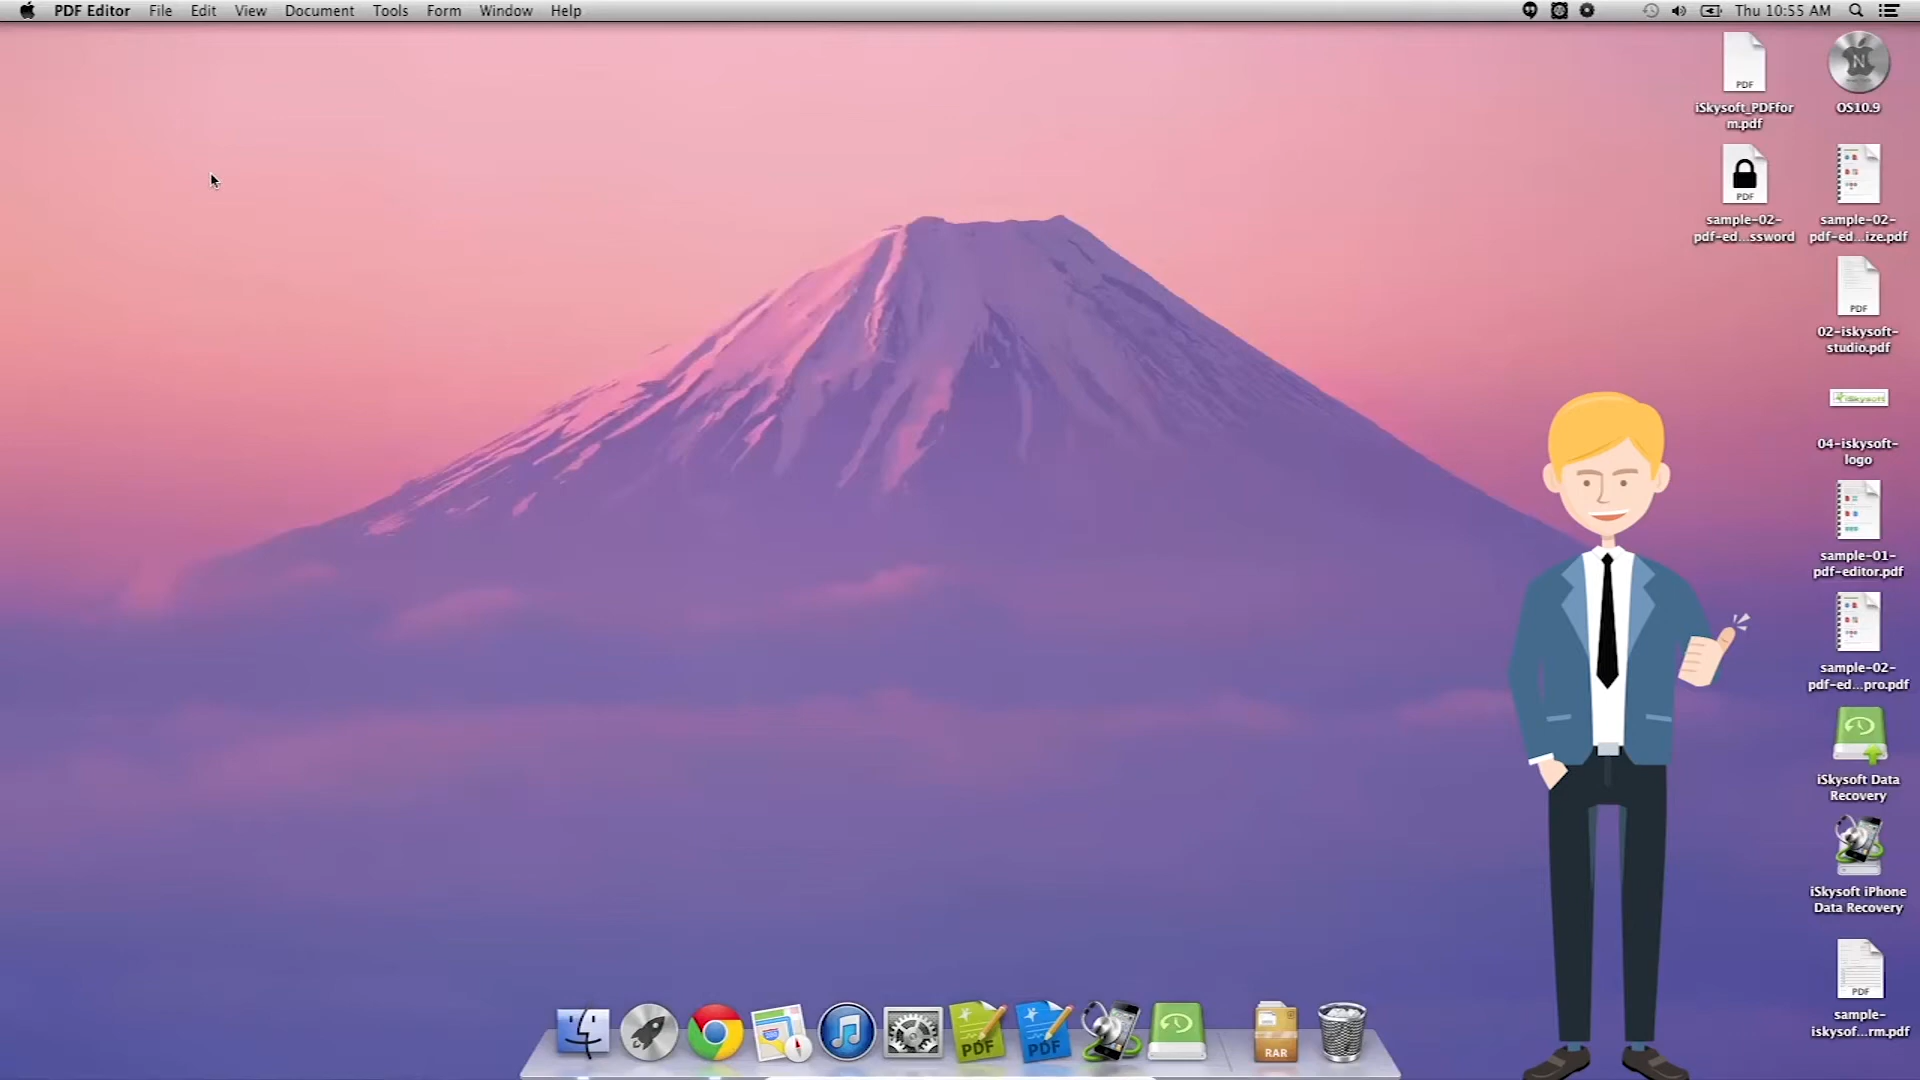 PDF Editor File Edit View Document Tools Form Window Help Thu 10:55 AM
PDF
iSkysoft_PDFfor
m.pdf
N
OS10.9
PDF
sample-02-
pdf-ed...ssword
sample-02-
pdf-ed...ize.pdf
PDF
02-iskysoft-
studio.pdf
iSkysoft
04-iskysoft-
logo
sample-01-
pdf-editor.pdf
sample-02-
pdf-ed...pro.pdf
iSkysoft Data
Recovery
iSkysoft iPhone
Data Recovery
PDF
sample-
iskysof...rm.pdf
PDF PDF RAR